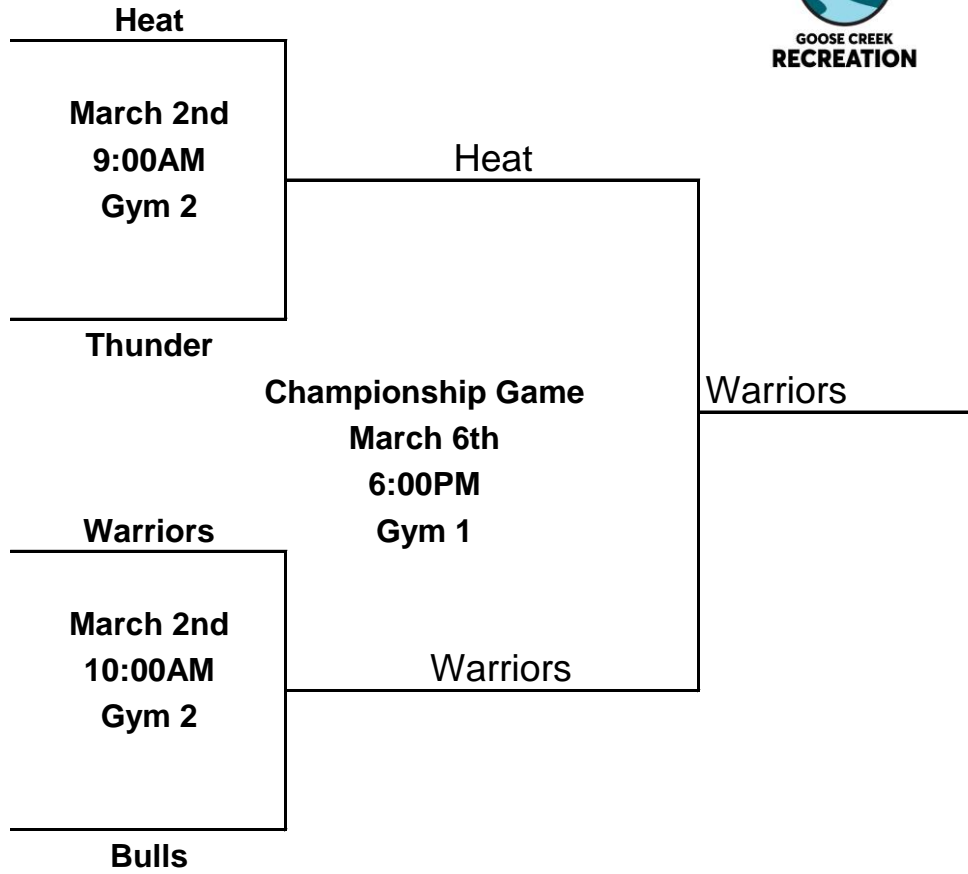 Heat
GOOSE CREEK
RECREATION
March 2nd
9:00AM
Gym 2
Heat
Thunder
Championship Game
March 6th
6:00PM
Gym 1
Warriors
Warriors
March 2nd
10:00AM
Gym 2
Warriors
Bulls